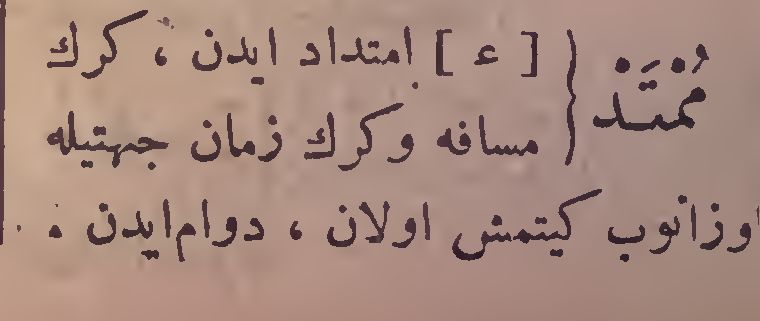 مُمْتَدْ } [ ع ] امتداد ایدن ، کرك
مسافه وکرك زمان جهتیله
اوزانوب کیتمش اولان ، دوام ایدن .